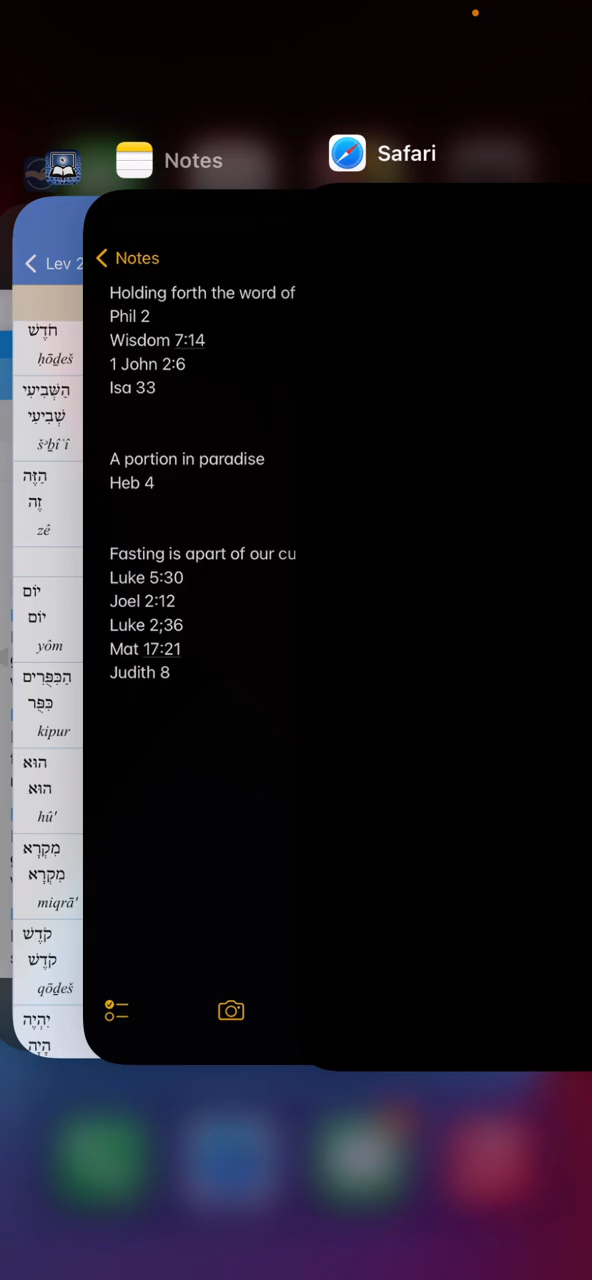 Notes
Safari
Lev 2
חֹדֶשׁ
ḥōḏeš
הַשְּׁבִיעִי
שְׁבִיעִי
šᵊḇîʿî
הַזֶּה
זֶה
zê
יוֹם
יוֹם
yôm
הַכִּפֻּרִים
כִּפֻּר
kipur
הוּא
הוּא
hû'
מִקְרָא
מִקְרָא
miqrā'
קֹדֶשׁ
קֹדֶשׁ
qōḏeš
יִהְיֶה
הָיָה
Notes
Holding forth the word of
Phil 2
Wisdom 7:14
1 John 2:6
Isa 33
A portion in paradise
Heb 4
Fasting is apart of our cu
Luke 5:30
Joel 2:12
Luke 2;36
Mat 17:21
Judith 8